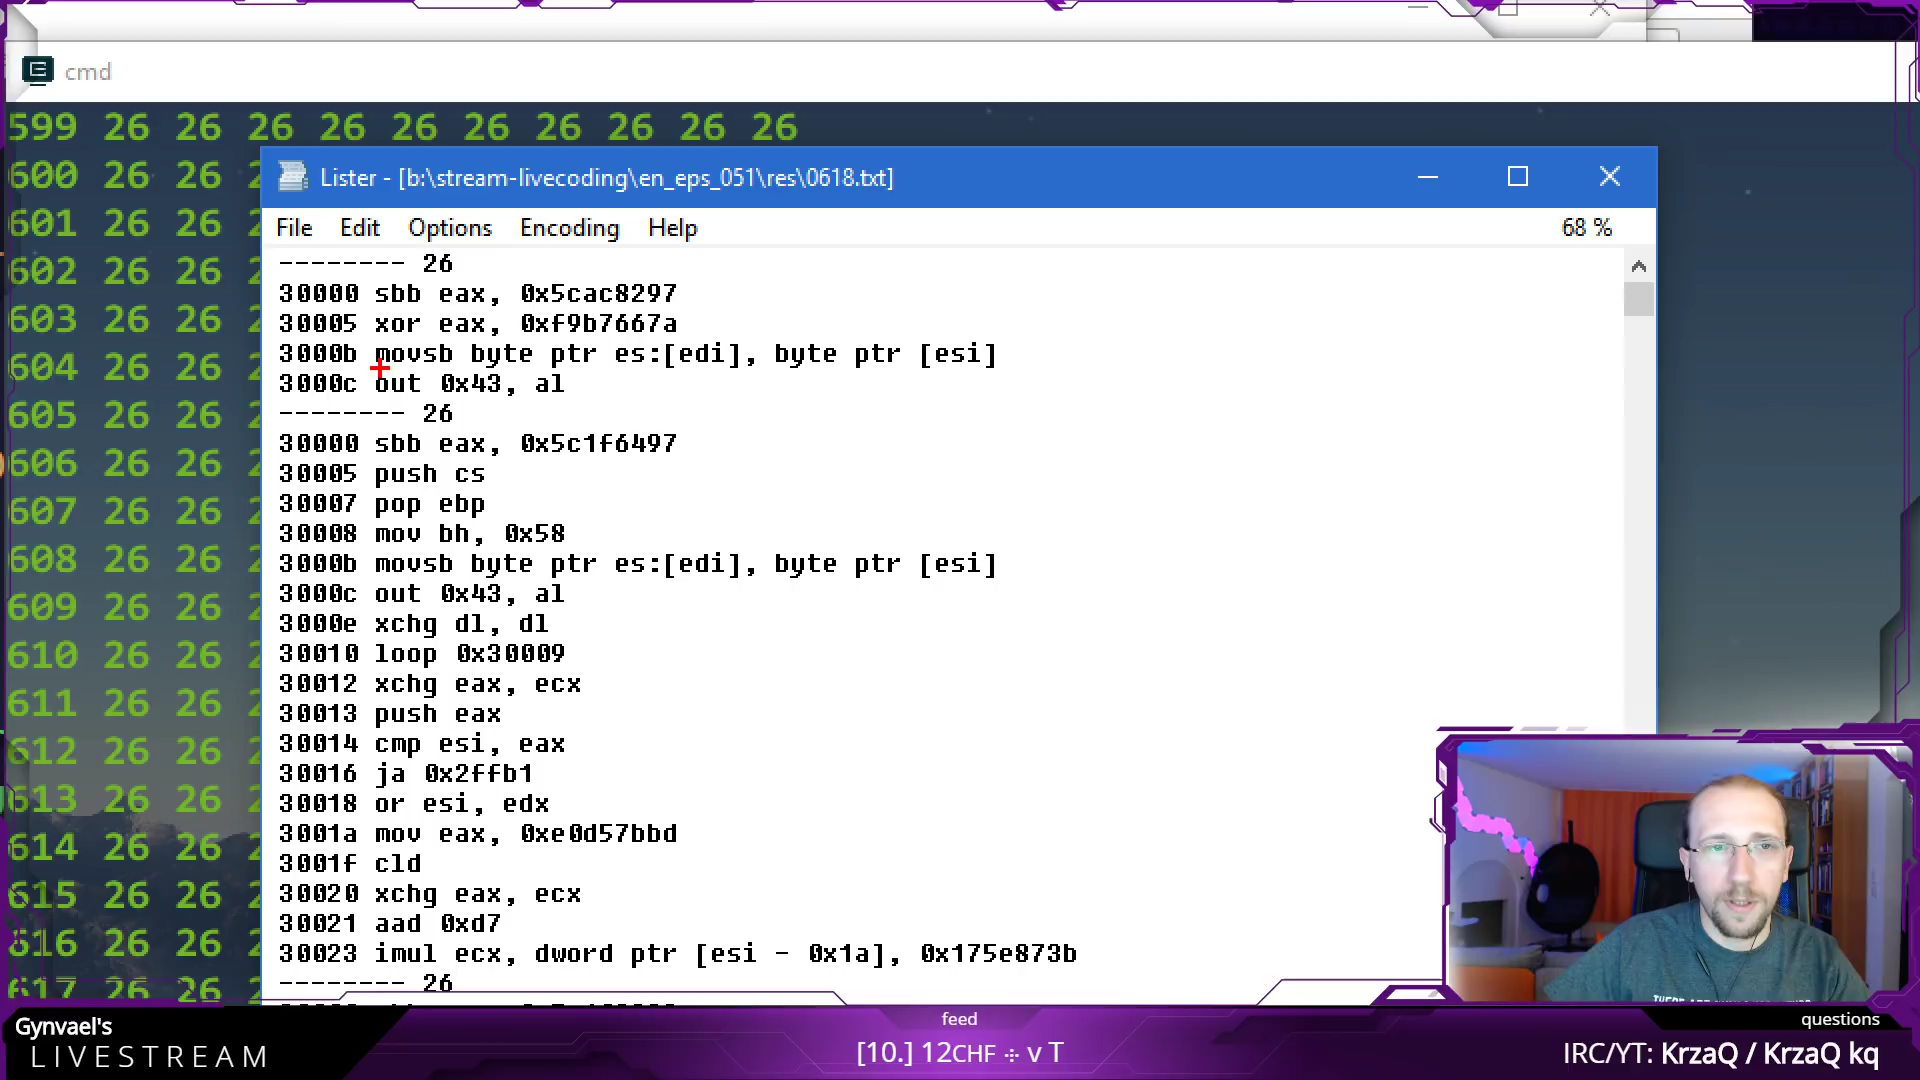 cmd
599 26 26 26 26 26 26 26 26 26 26
600 26 26
601 26 26
602 26 26
603 26 26
604 26 26
605 26 26
606 26 26
607 26 26
608 26 26
609 26 26
610 26 26
611 26 26
612 26 26
613 26 26
614 26 26
615 26 26
616 26 26
617 26 26
Lister - [b:\stream-livecoding\en_eps_051\res\0618.txt]
File Edit Options Encoding Help 68 %
-------- 26
30000 sbb eax, 0x5cac8297
30005 xor eax, 0xf9b7667a
3000b movsb byte ptr es:[edi], byte ptr [esi]
3000c out 0x43, al
-------- 26
30000 sbb eax, 0x5c1f6497
30005 push cs
30007 pop ebp
30008 mov bh, 0x58
3000b movsb byte ptr es:[edi], byte ptr [esi]
3000c out 0x43, al
3000e xchg dl, dl
30010 loop 0x30009
30012 xchg eax, ecx
30013 push eax
30014 cmp esi, eax
30016 ja 0x2ffb1
30018 or esi, edx
3001a mov eax, 0xe0d57bbd
3001f cld
30020 xchg eax, ecx
30021 aad 0xd7
30023 imul ecx, dword ptr [esi - 0x1a], 0x175e873b
-------- 26
Gynvael's
LIVESTREAM
feed
[10.] 12CHF ÷ v T
questions
IRC/YT: KrzaQ / KrzaQ kq